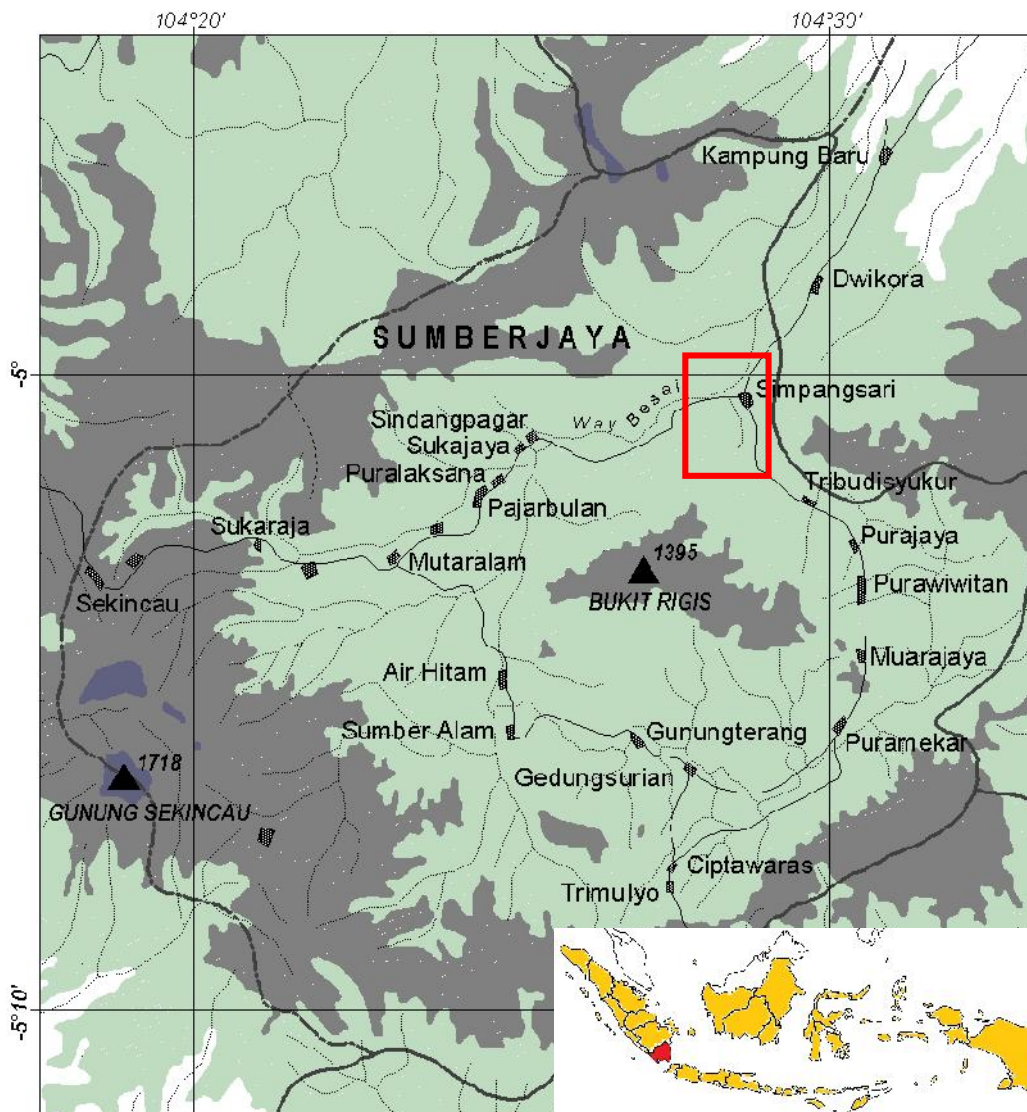 104°20'
104°30'
Kampung Baru
Dwikora
SUMBERJAYA
-5°
Simpangsari
Way Besai
Sindangpagar
Sukajaya
Puralaksana
Pajarbulan
Tribudisyukur
Sukaraja
Mutaralam
Purajaya
1395
BUKIT RIGIS
Purawiwitan
Sekincau
Muarajaya
Air Hitam
Sumber Alam
Gunungterang
Puramekar
Gedungsurian
1718
GUNUNG SEKINCAU
Ciptawaras
Trimulyo
-5°10'